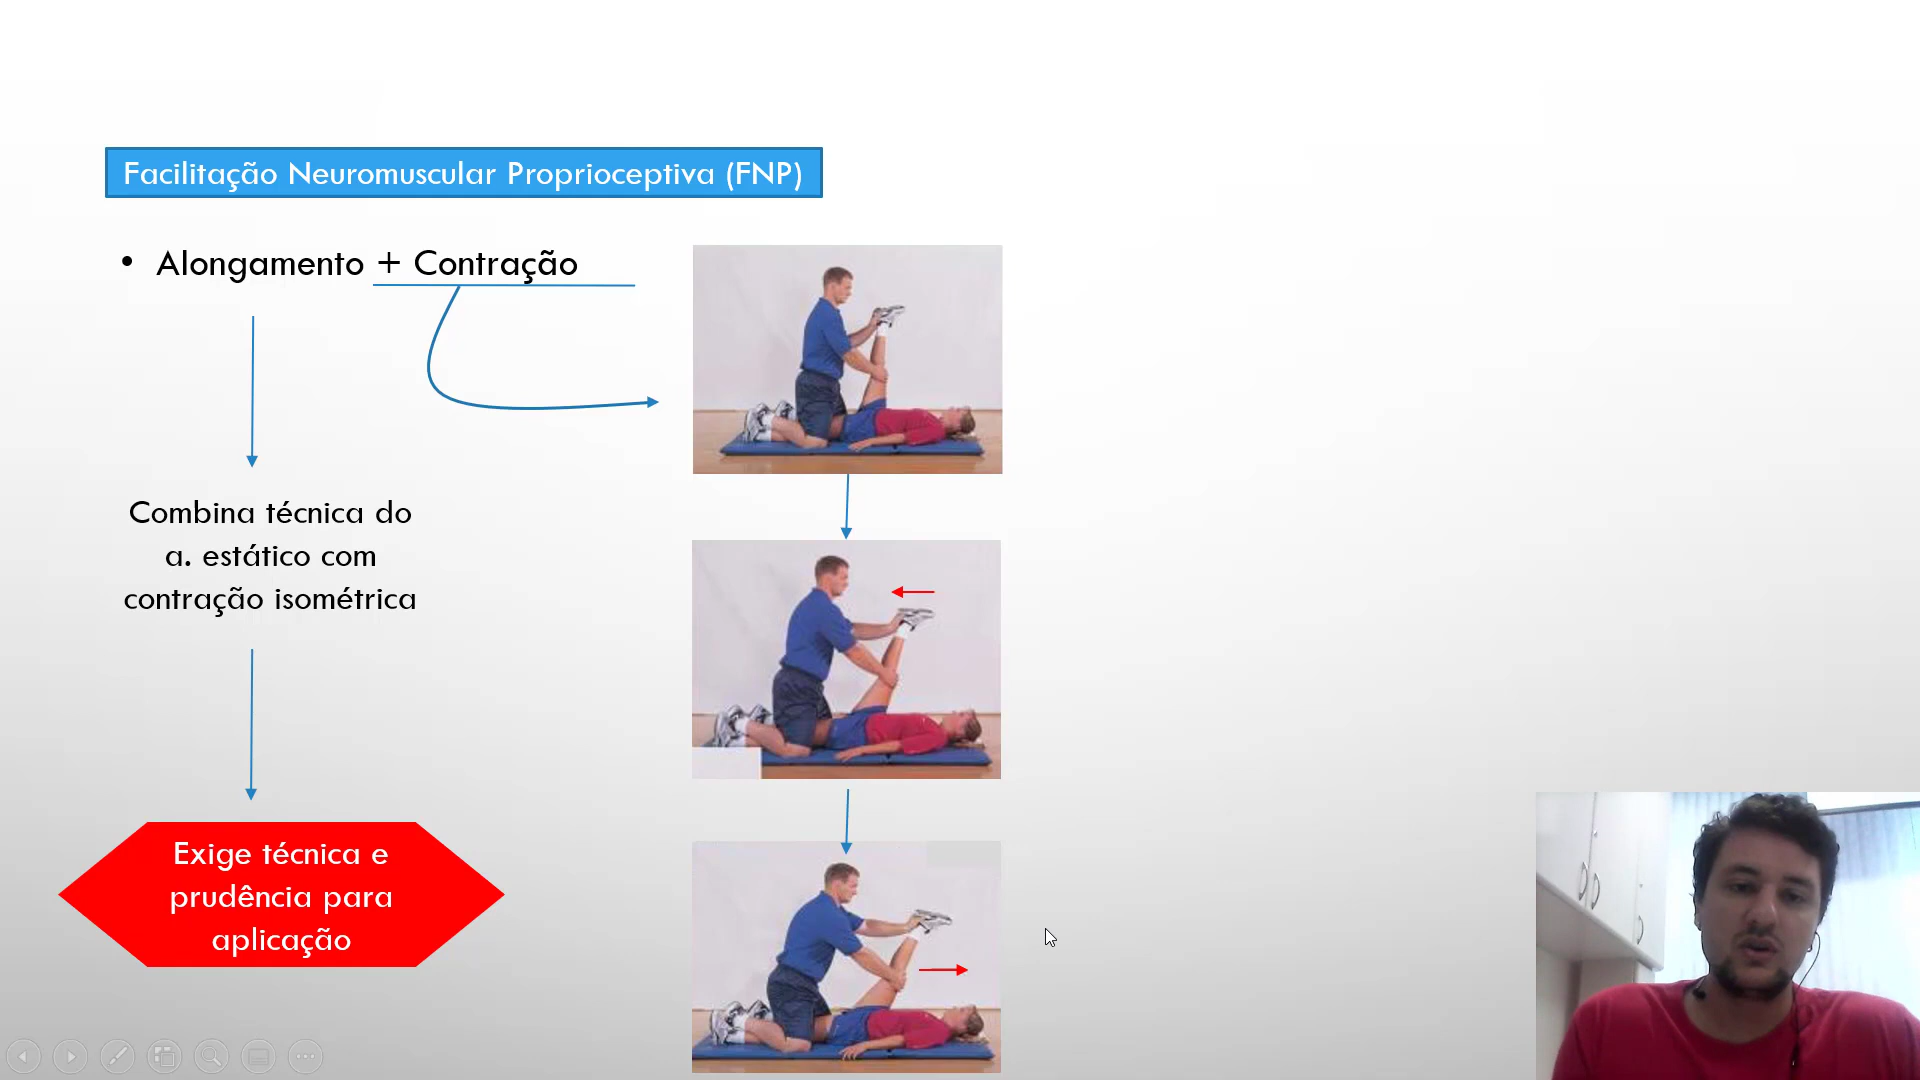 Facilitação Neuromuscular Proprioceptiva (FNP)
• Alongamento + Contração
Combina técnica do
a. estático com
contração isométrica
Exige técnica e
prudência para
aplicação